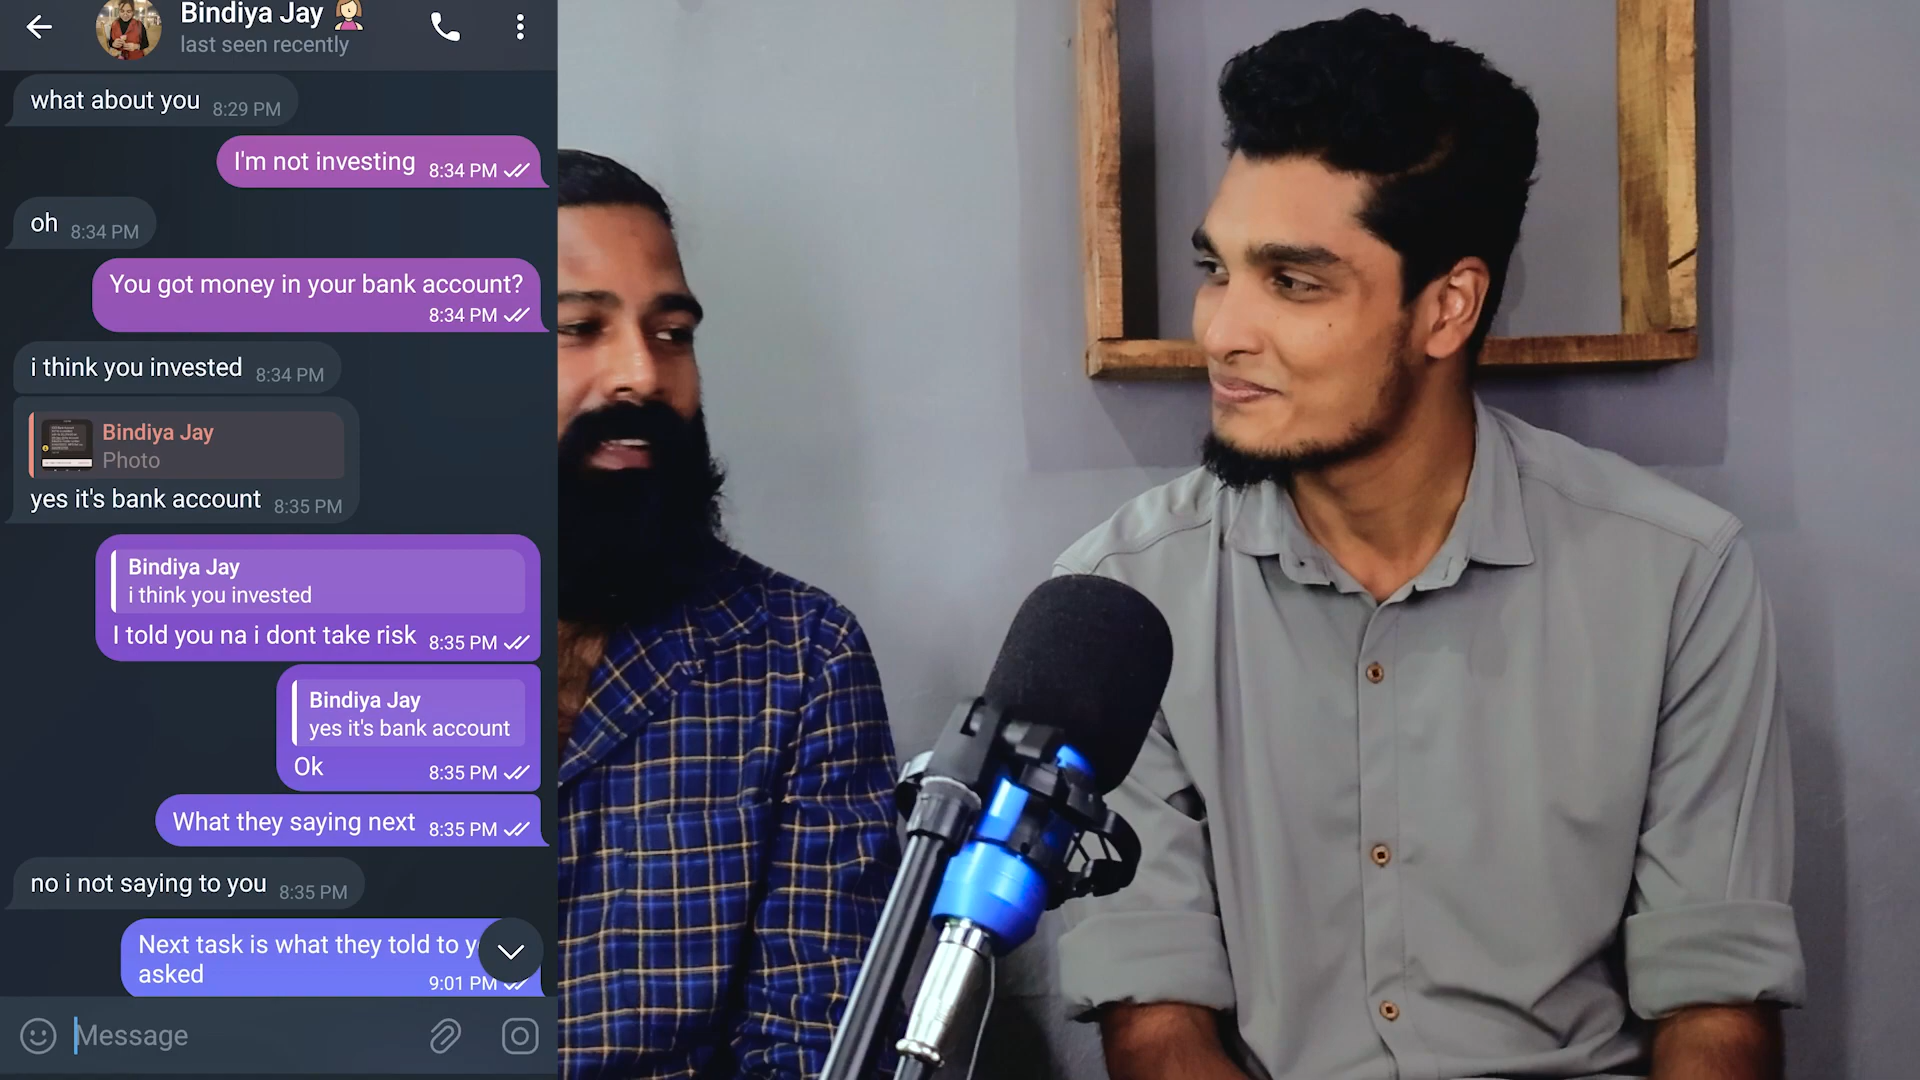 Bindiya Jay
last seen recently
what about you 8:29 PM
I'm not investing 8:34 PM
oh 8:34 PM
You got money in your bank account?
8:34 PM
i think you invested 8:34 PM
Bindiya Jay
Photo
yes it's bank account 8:35 PM
Bindiya Jay
i think you invested
I told you na i dont take risk 8:35 PM
Bindiya Jay
yes it's bank account
Ok 8:35 PM
What they saying next 8:35 PM
no i not saying to you 8:35 PM
Next task is what they told to
asked 9:01 PM
Message